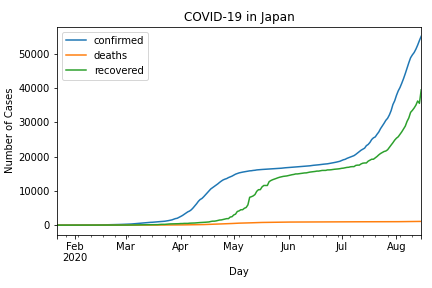 COVID-19 in Japan
confirmed
deaths
recovered
Number of Cases
50000
40000
30000
20000
10000
0
Feb Mar Apr May Jun Jul Aug
2020
Day